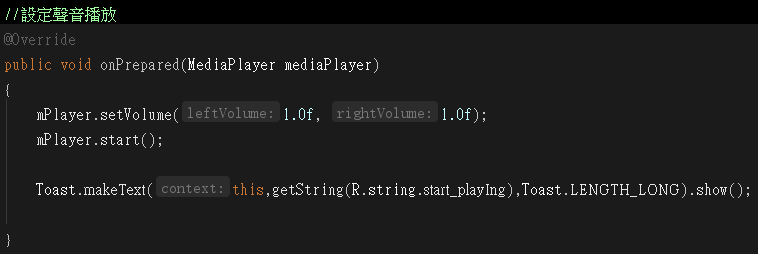 //設定聲音播放
@Override
public void onPrepared(MediaPlayer mediaPlayer)
{
mPlayer.setVolume( leftVolume: 1.0f, rightVolume: 1.0f);
mPlayer.start();
Toast.makeText( context: this,getString(R.string.start_playIng),Toast.LENGTH_LONG).show();
}